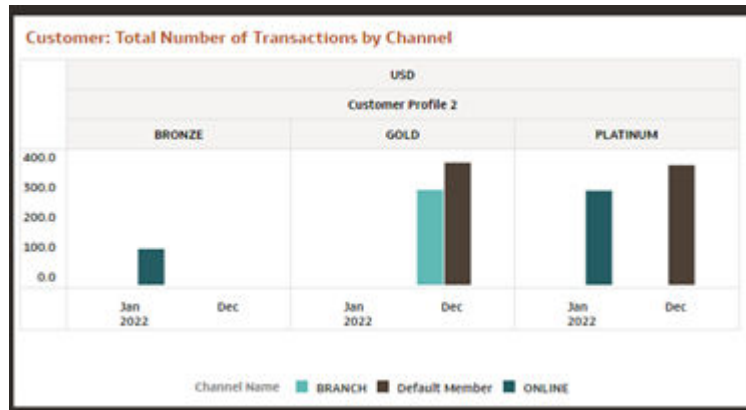 Customer: Total Number of Transactions by Channel
USD
Customer Profile 2
BRONZE GOLD PLATINUM
400.0
300.0
200.0
100.0
0.0
Jan Dec Jan Dec Jan Dec
2022 2022 2022
Channel Name BRANCH Default Member ONLINE